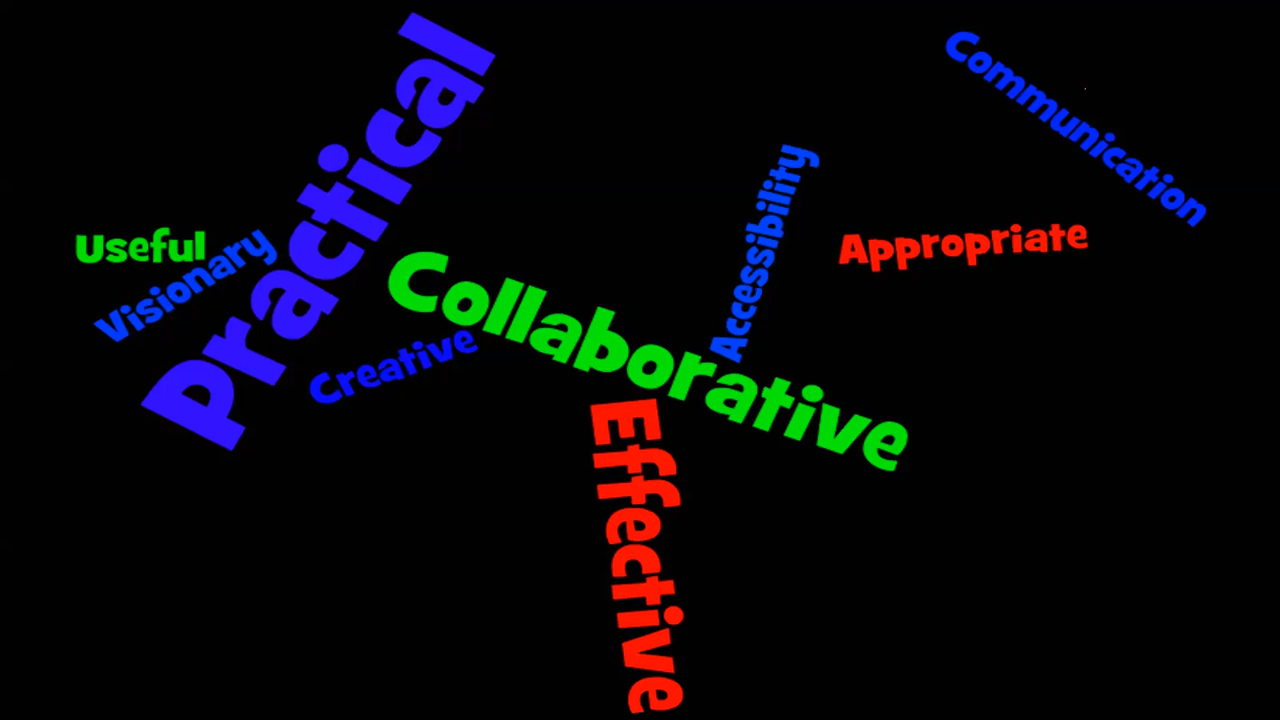 Practical
Communication
Accessibility
Useful
Visionary
Appropriate
Collaborative
Creative
Effective